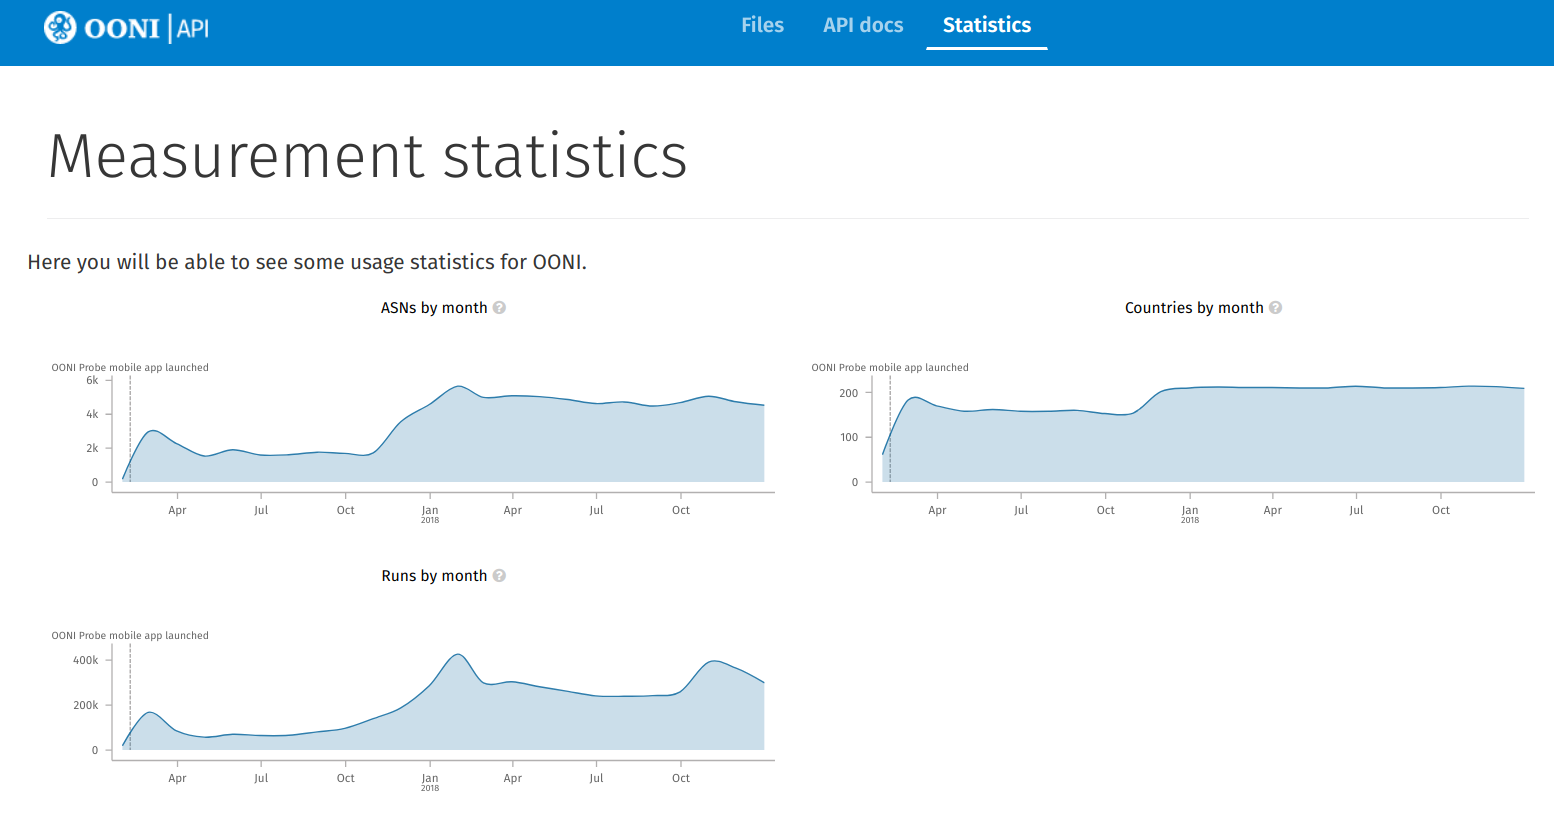 OONI API
Files API docs Statistics
Measurement statistics
Here you will be able to see some usage statistics for OONI.
ASNs by month ?
OONI Probe mobile app launched
6k
4k
2k
0
Apr Jul Oct Jan Apr Jul Oct
2018
Countries by month ?
OONI Probe mobile app launched
200
100
0
Apr Jul Oct Jan Apr Jul Oct
2018
Runs by month ?
OONI Probe mobile app launched
400k
200k
0
Apr Jul Oct Jan Apr Jul Oct
2018